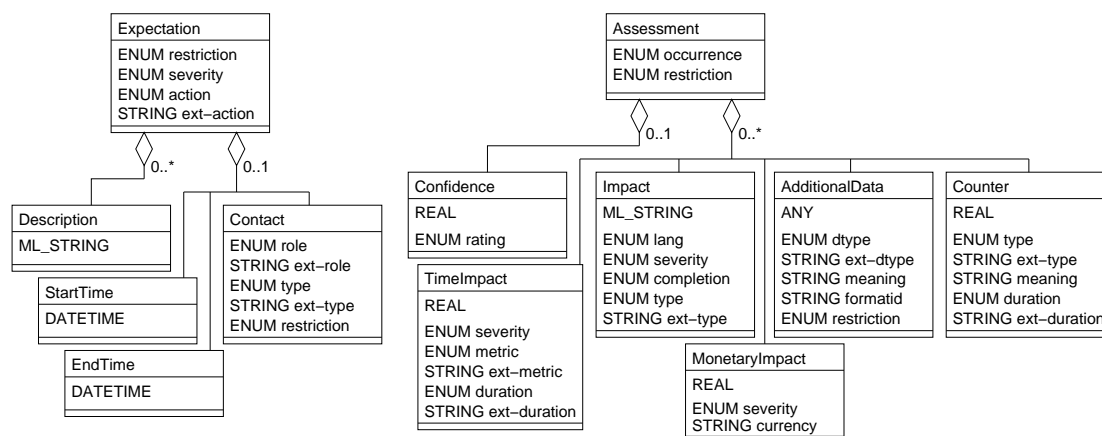 Expectation
ENUM restriction
ENUM severity
ENUM action
STRING ext−action
0..*
0..1
Description
ML_STRING
StartTime
DATETIME
EndTime
DATETIME
Contact
ENUM role
STRING ext−role
ENUM type
STRING ext−type
ENUM restriction
Assessment
ENUM occurrence
ENUM restriction
0..1
0..*
Confidence
REAL
ENUM rating
TimeImpact
REAL
ENUM severity
ENUM metric
STRING ext−metric
ENUM duration
STRING ext−duration
Impact
ML_STRING
ENUM lang
ENUM severity
ENUM completion
ENUM type
STRING ext−type
MonetaryImpact
REAL
ENUM severity
STRING currency
AdditionalData
ANY
ENUM dtype
STRING ext−dtype
STRING meaning
STRING formatid
ENUM restriction
Counter
REAL
ENUM type
STRING ext−type
STRING meaning
ENUM duration
STRING ext−duration